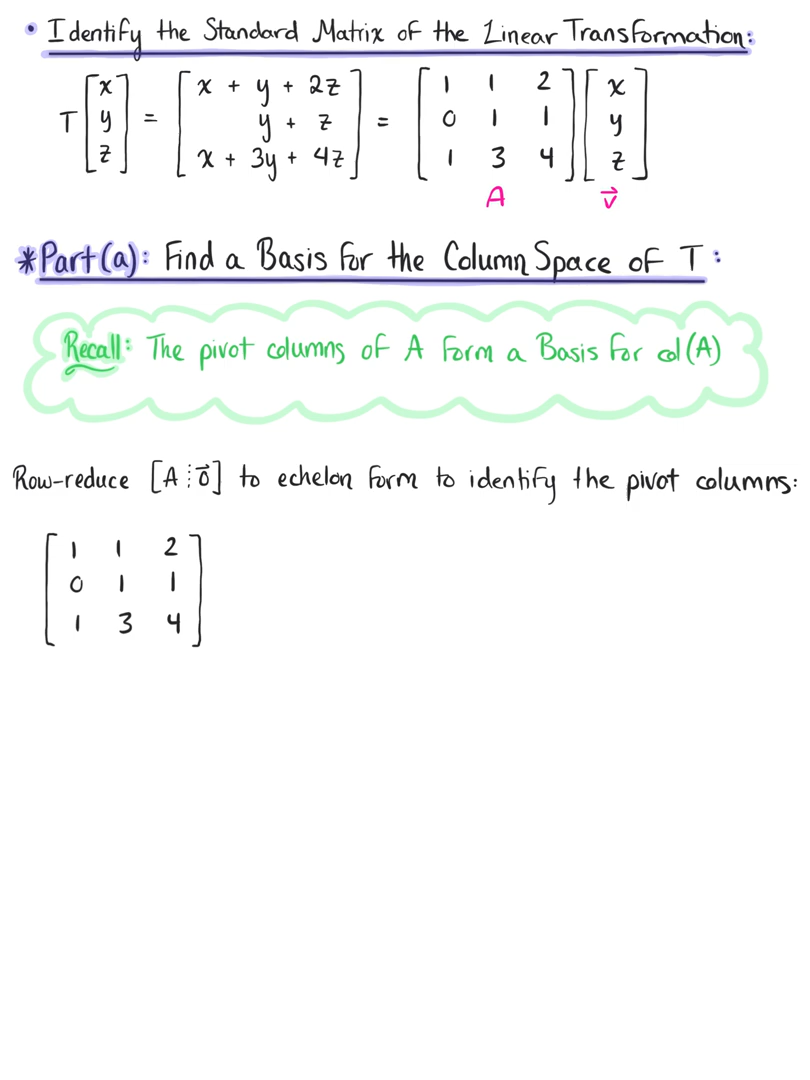 • Identify the Standard Matrix of the Linear Transformation:
T [x y z] = [x + y + 2z, y + z, x + 3y + 4z] = [1 1 2, 0 1 1, 1 3 4] [x y z]
A v⃗
*Part(a): Find a Basis for the Column Space of T:
Recall: The pivot columns of A form a Basis for col(A)
Row-reduce [A ⋮ 0⃗] to echelon form to identify the pivot columns:
1 1 2
0 1 1
1 3 4